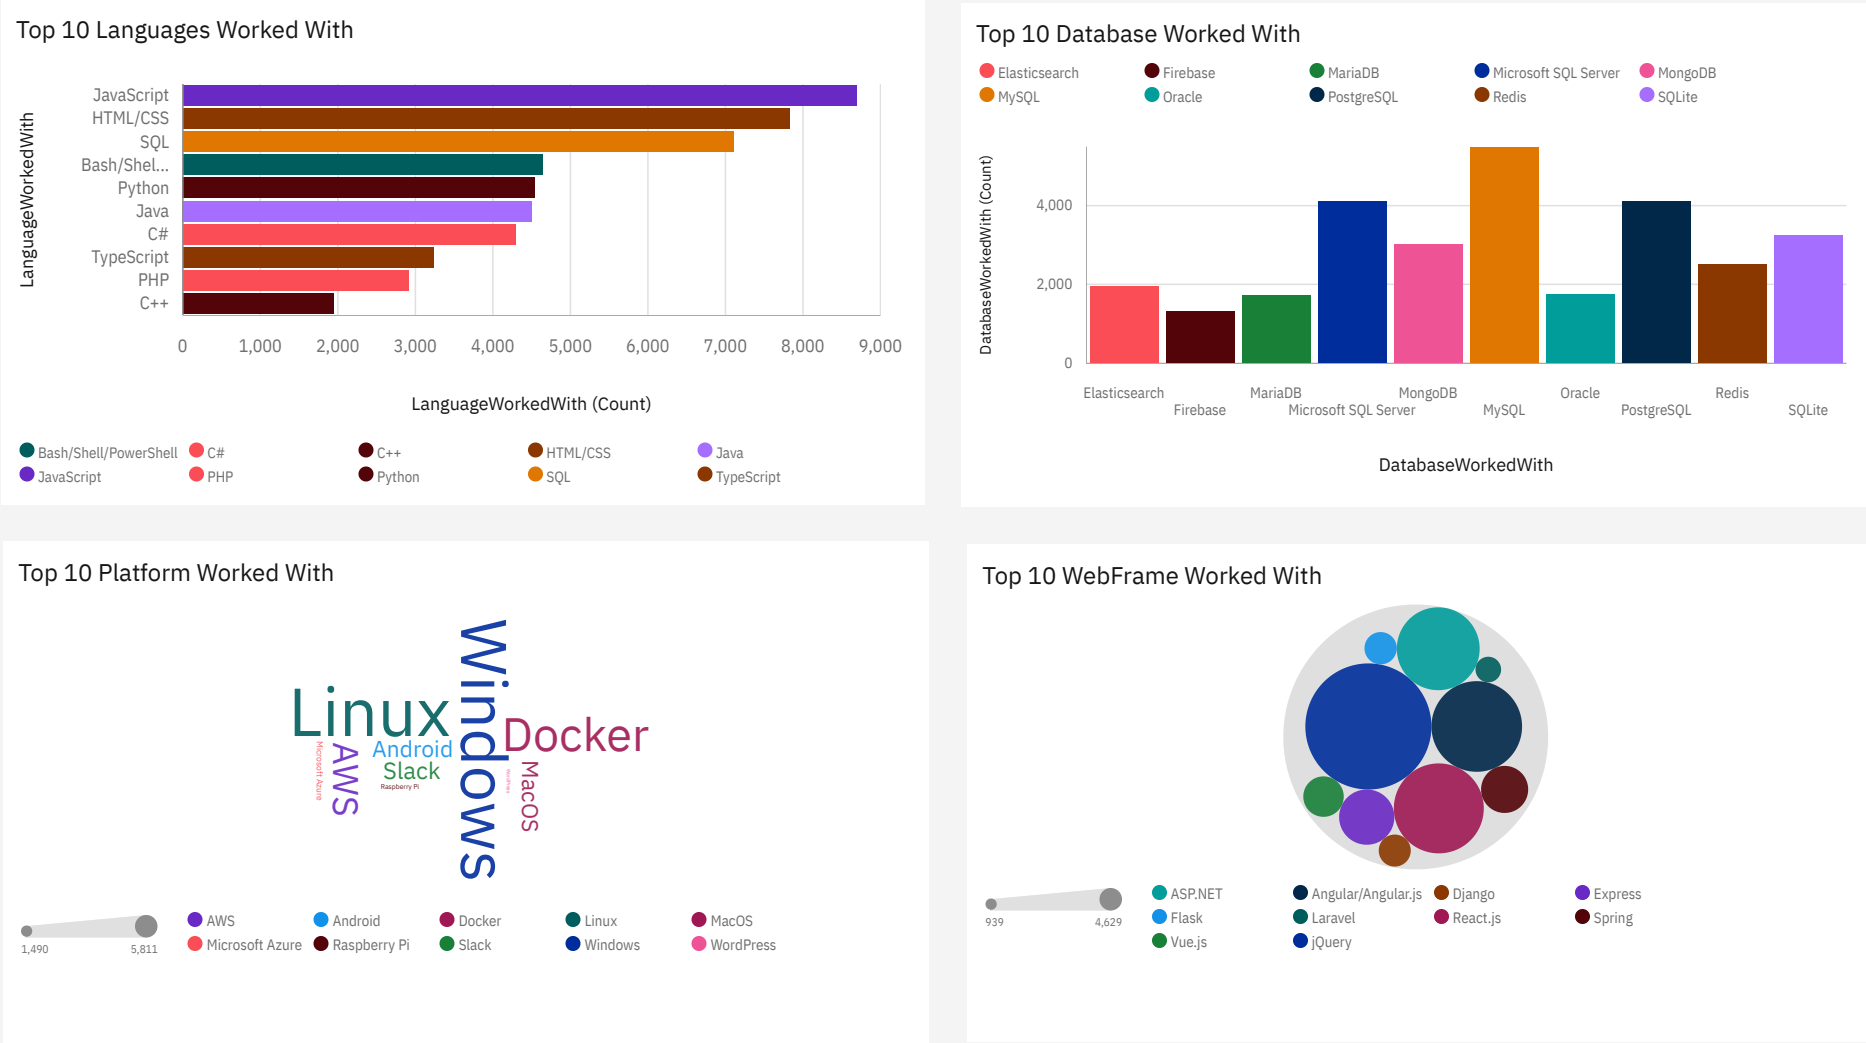 Top 10 Languages Worked With
LanguageWorkedWith
JavaScript
HTML/CSS
SQL
Bash/Shel...
Python
Java
C#
TypeScript
PHP
C++
0 1,000 2,000 3,000 4,000 5,000 6,000 7,000 8,000 9,000
LanguageWorkedWith (Count)
Bash/Shell/PowerShell C# C++ HTML/CSS Java
JavaScript PHP Python SQL TypeScript
Top 10 Database Worked With
Elasticsearch Firebase MariaDB Microsoft SQL Server MongoDB
MySQL Oracle PostgreSQL Redis SQLite
DatabaseWorkedWith (Count)
4,000
2,000
0
Elasticsearch MariaDB MongoDB Oracle Redis
Firebase Microsoft SQL Server MySQL PostgreSQL SQLite
DatabaseWorkedWith
Top 10 Platform Worked With
Windows
Linux
Docker
Android
Slack
Raspberry Pi
Microsoft Azure
AWS
WordPress
MacOS
1,490 5,811
AWS Android Docker Linux MacOS
Microsoft Azure Raspberry Pi Slack Windows WordPress
Top 10 WebFrame Worked With
939 4,629
ASP.NET Angular/Angular.js Django Express
Flask Laravel React.js Spring
Vue.js jQuery